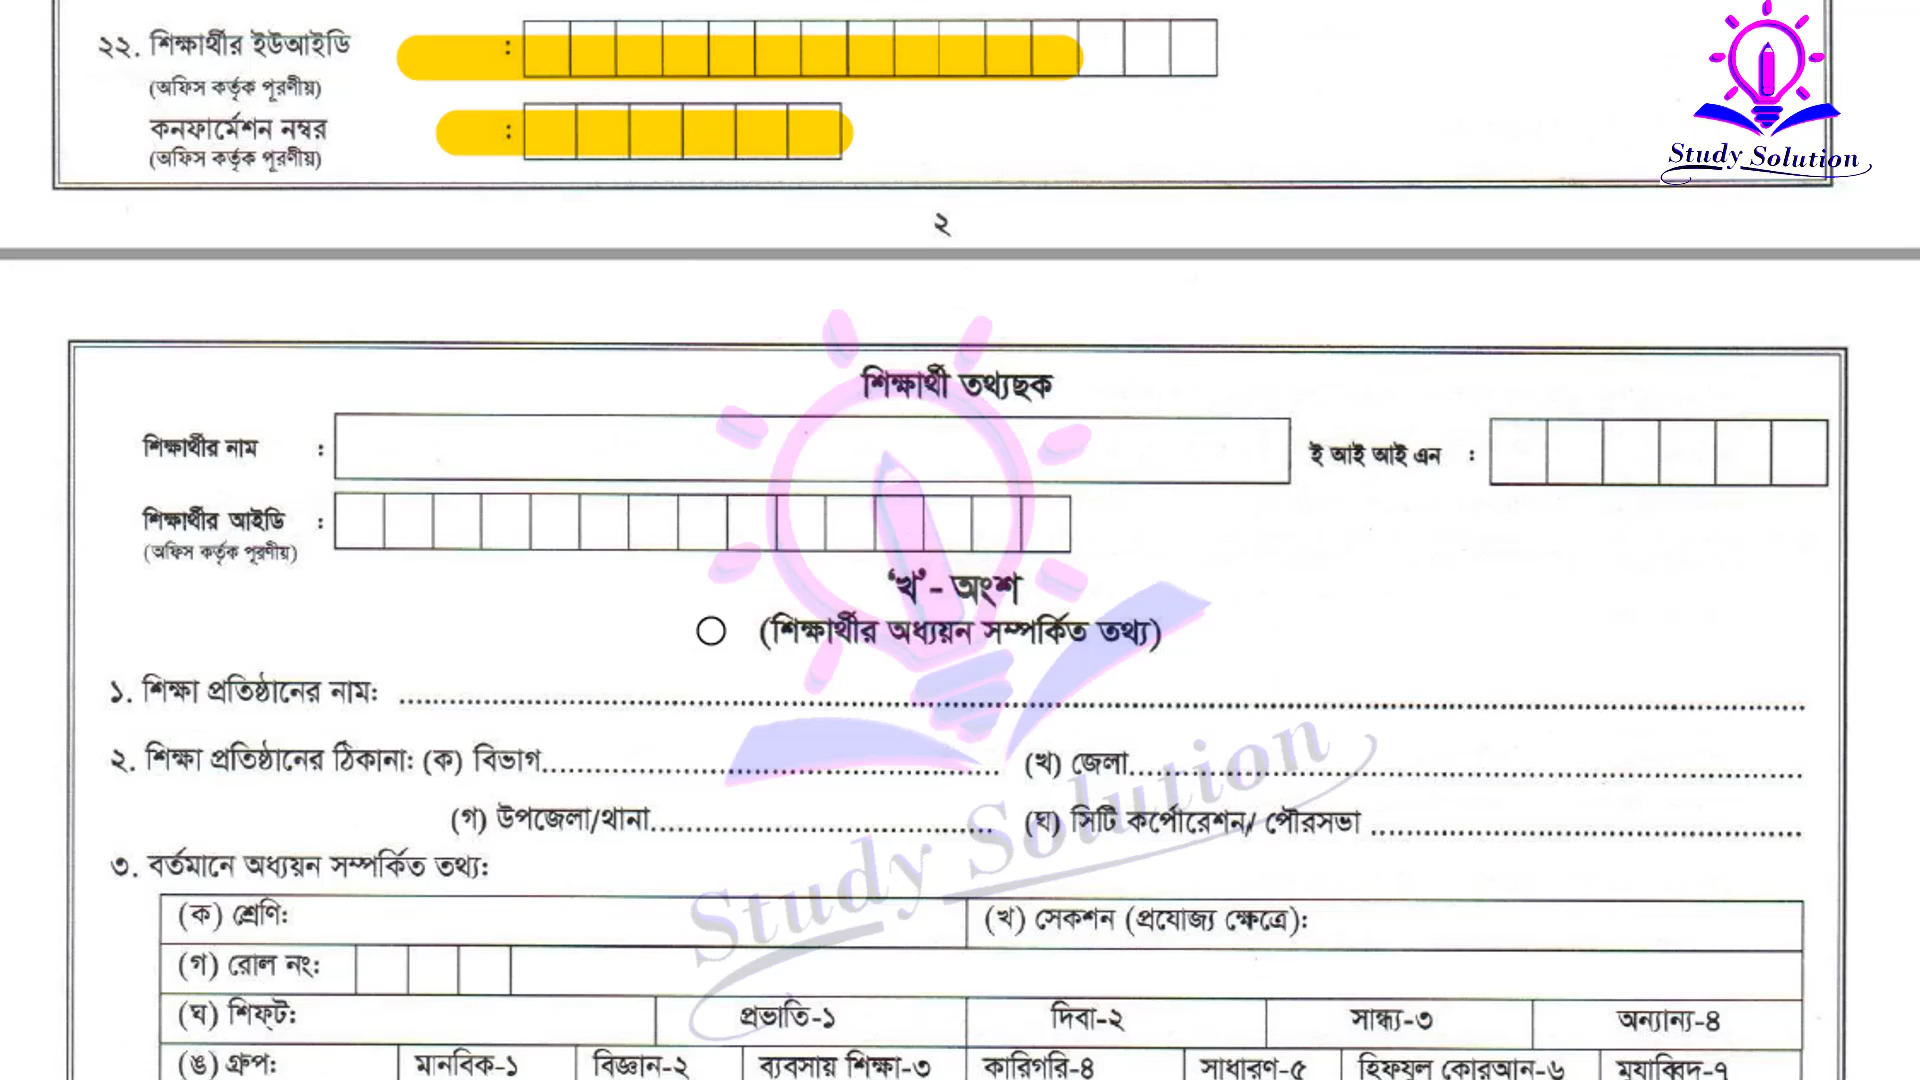 ২২. শিক্ষার্থীর ইউআইডি :
(অফিস কর্তৃক পূরণীয়)
কনফার্মেশন নম্বর :
(অফিস কর্তৃক পূরণীয়)
Study Solution
২
শিক্ষার্থী তথ্যছক
শিক্ষার্থীর নাম : ই আই আই এন :
শিক্ষার্থীর আইডি :
(অফিস কর্তৃক পূরণীয়)
‘খ’- অংশ
(শিক্ষার্থীর অধ্যয়ন সম্পর্কিত তথ্য)
১. শিক্ষা প্রতিষ্ঠানের নাম: ........................................
২. শিক্ষা প্রতিষ্ঠানের ঠিকানা: (ক) বিভাগ........................................ (খ) জেলা........................................
(গ) উপজেলা/থানা........................................ (ঘ) সিটি কর্পোরেশন/ পৌরসভা ........................................
Study Solution
৩. বর্তমানে অধ্যয়ন সম্পর্কিত তথ্য:
(ক) শ্রেণি: (খ) সেকশন (প্রযোজ্য ক্ষেত্রে):
(গ) রোল নং:
(ঘ) শিফ্‌ট: প্রভাতি-১ দিবা-২ সান্ধ্য-৩ অন্যান্য-৪
(ঙ) গ্রুপ: মানবিক-১ বিজ্ঞান-২ ব্যবসায় শিক্ষা-৩ কারিগরি-৪ সাধারণ-৫ হিফযুল কোরআন-৬ মুযাব্বিদ-৭